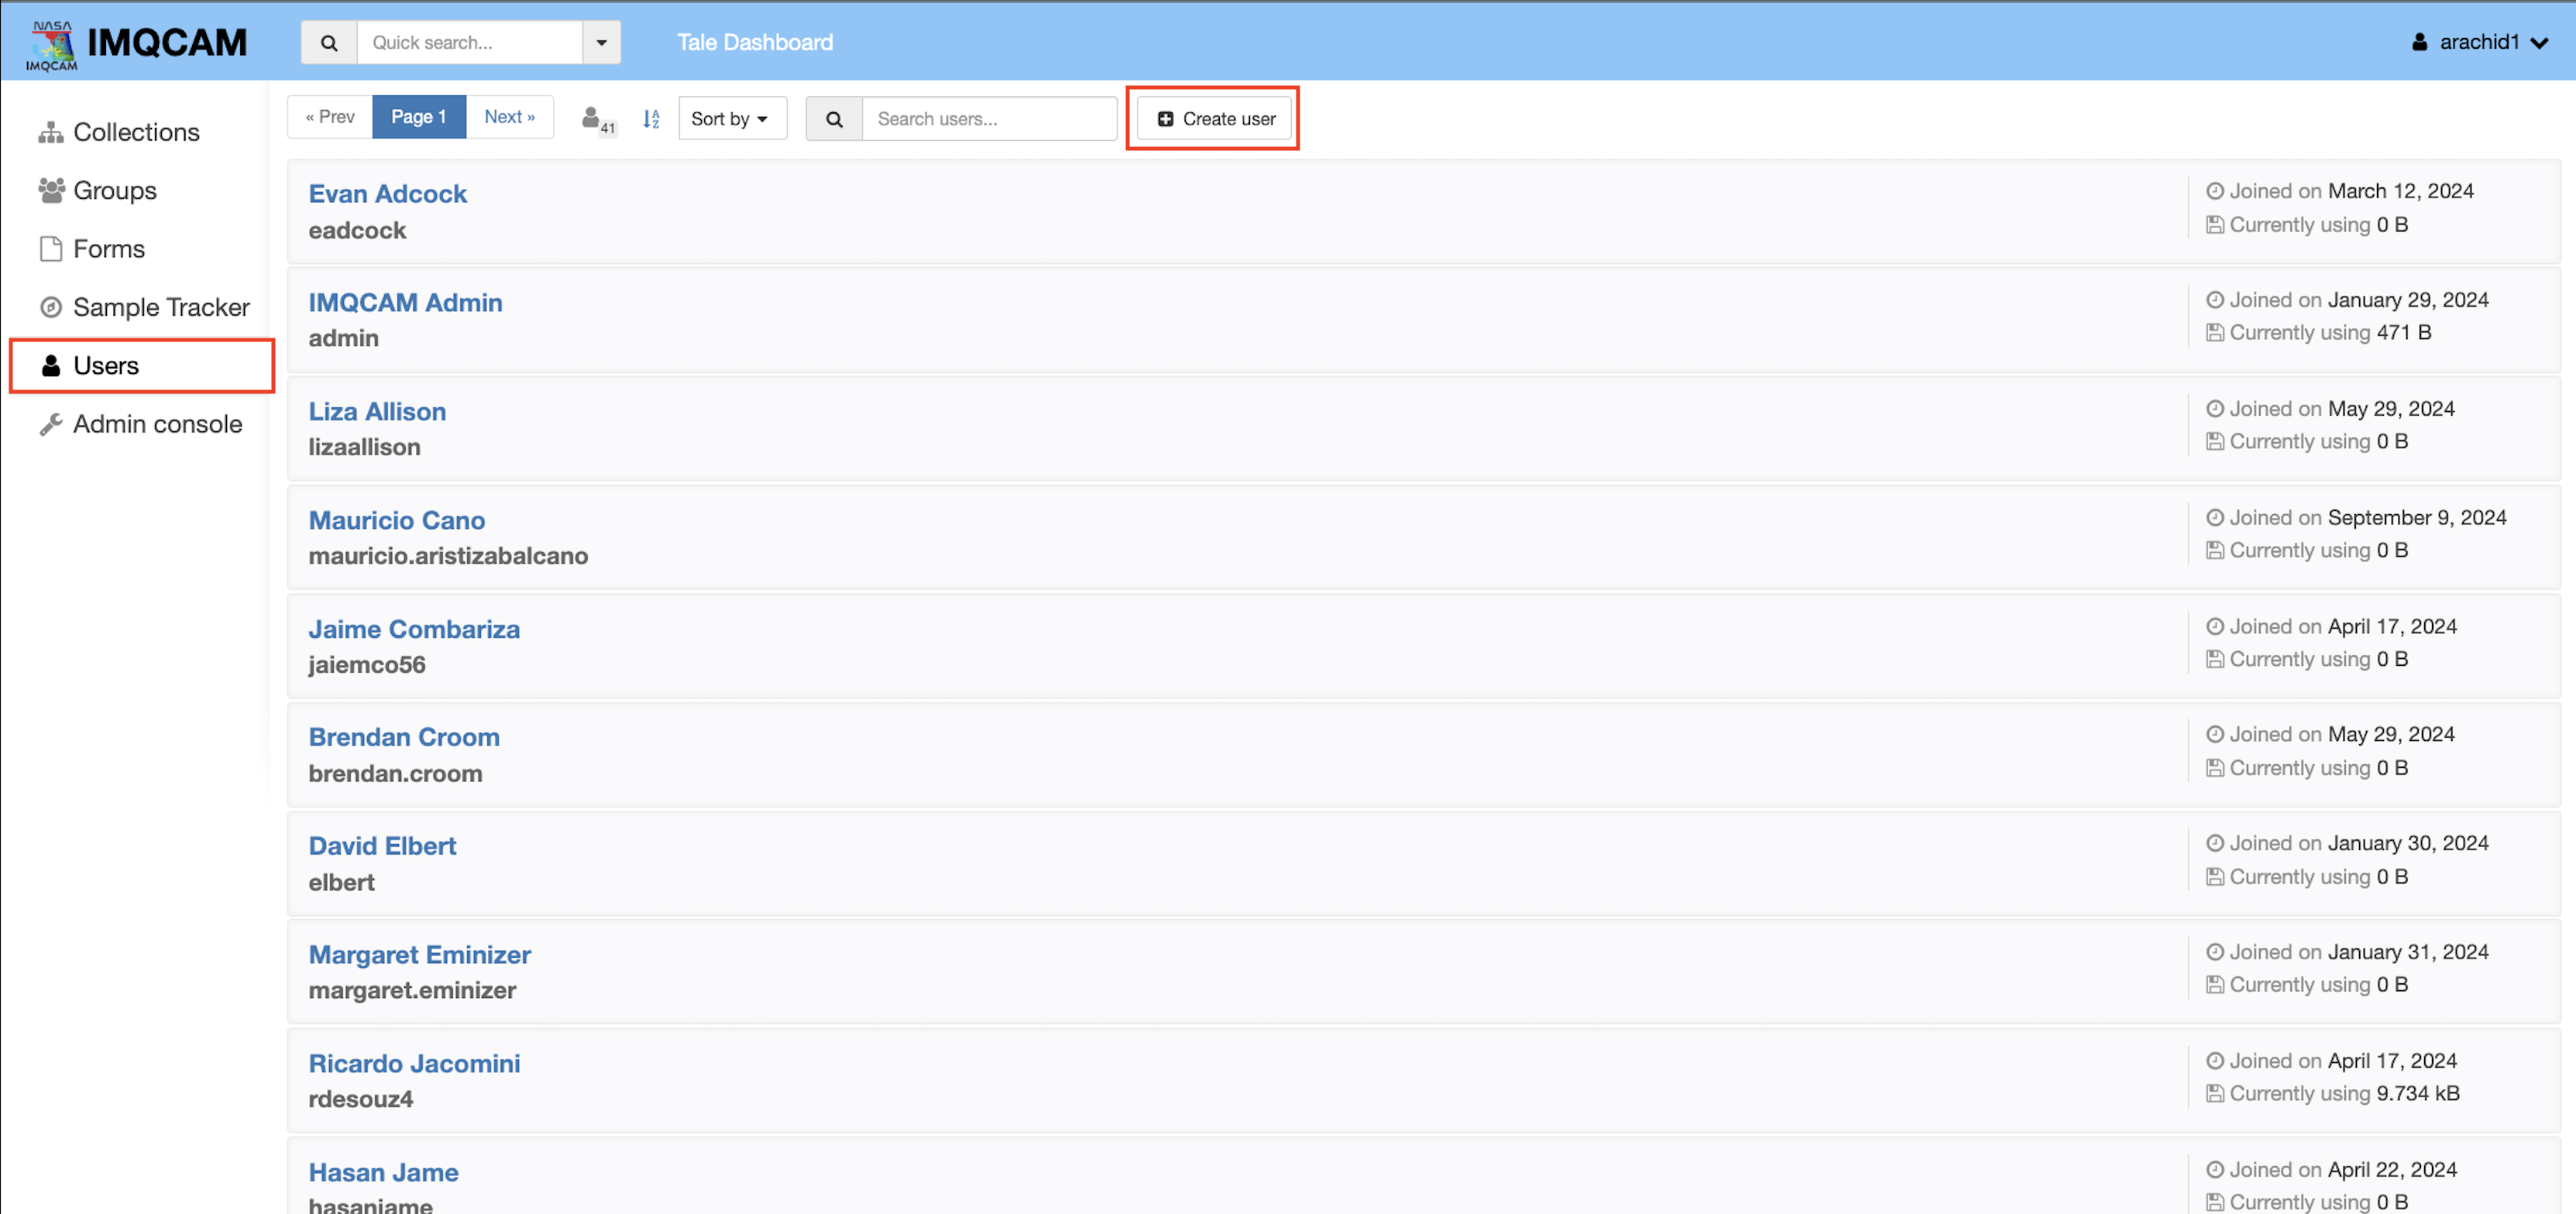 NASA
IMQCAM
IMQCAM
Quick search...
Tale Dashboard
arachid1
Collections
Groups
Forms
Sample Tracker
Users
Admin console
« Prev
Page 1
Next »
41
A
Z
Sort by
Search users...
Create user
Evan Adcock
eadcock
Joined on March 12, 2024
Currently using 0 B
IMQCAM Admin
admin
Joined on January 29, 2024
Currently using 471 B
Liza Allison
lizaallison
Joined on May 29, 2024
Currently using 0 B
Mauricio Cano
mauricio.aristizabalcano
Joined on September 9, 2024
Currently using 0 B
Jaime Combariza
jaiemco56
Joined on April 17, 2024
Currently using 0 B
Brendan Croom
brendan.croom
Joined on May 29, 2024
Currently using 0 B
David Elbert
elbert
Joined on January 30, 2024
Currently using 0 B
Margaret Eminizer
margaret.eminizer
Joined on January 31, 2024
Currently using 0 B
Ricardo Jacomini
rdesouz4
Joined on April 17, 2024
Currently using 9.734 kB
Hasan Jame
hasanjame
Joined on April 22, 2024
Currently using 0 B